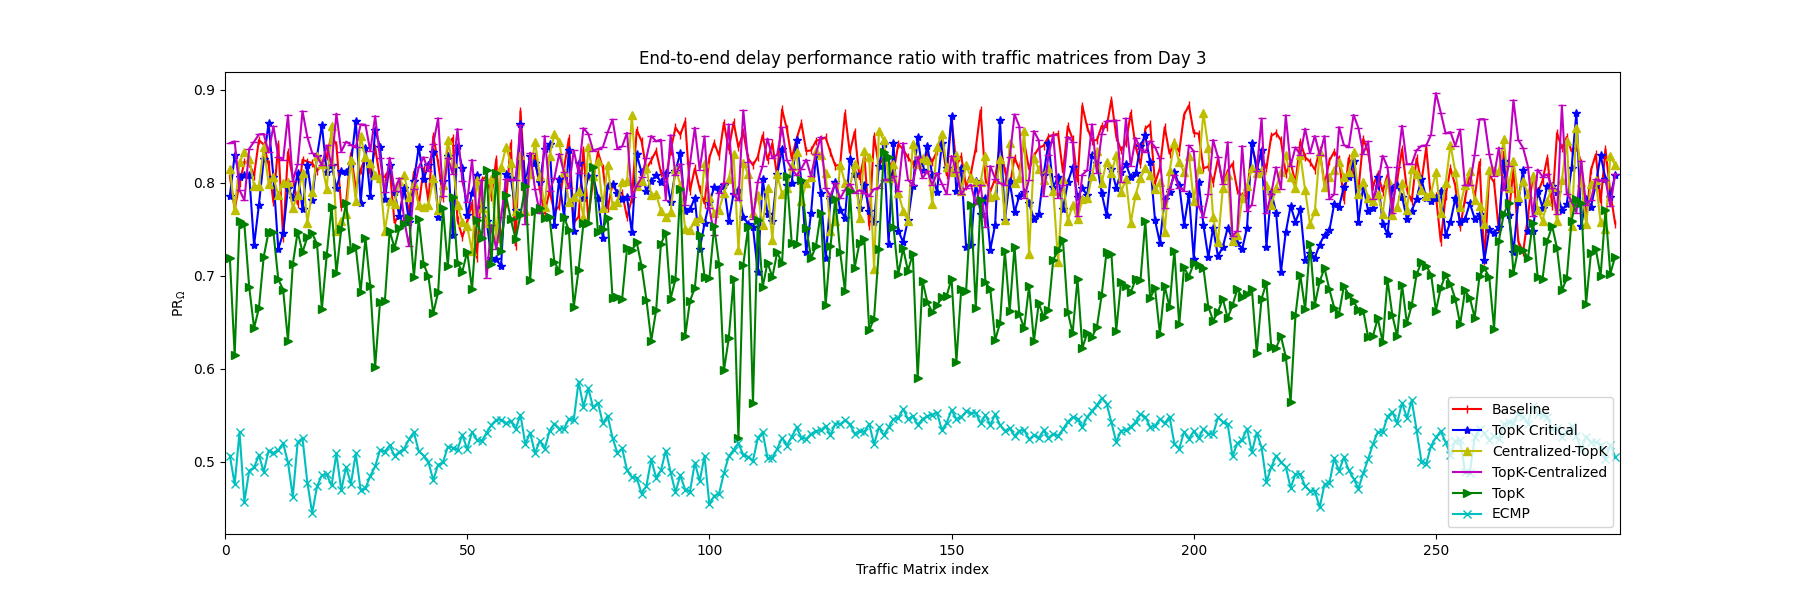 End-to-end delay performance ratio with traffic matrices from Day 3
0.9
0.8
0.7
0.6
0.5
PR_Ω
0 50 100 150 200 250
Traffic Matrix index
Baseline
TopK Critical
Centralized-TopK
TopK-Centralized
TopK
ECMP